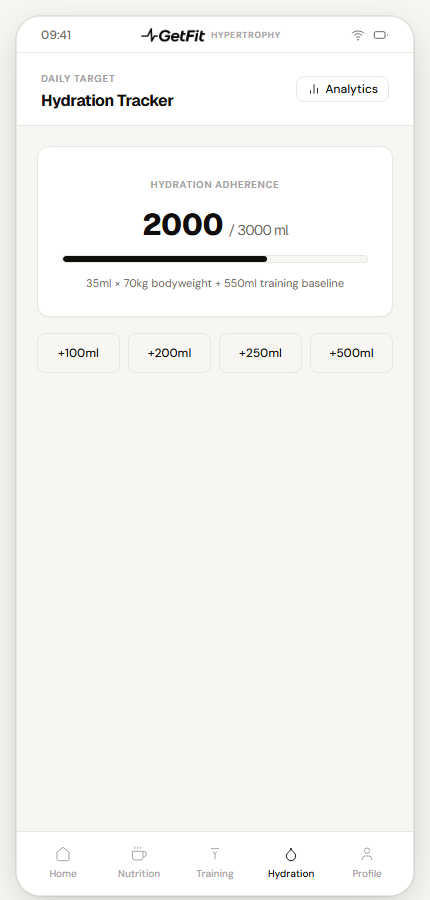 09:41
GetFit HYPERTROPHY
DAILY TARGET
Hydration Tracker
Analytics
HYDRATION ADHERENCE
2000 / 3000 ml
35ml × 70kg bodyweight + 550ml training baseline
+100ml +200ml +250ml +500ml
Home Nutrition Training Hydration Profile